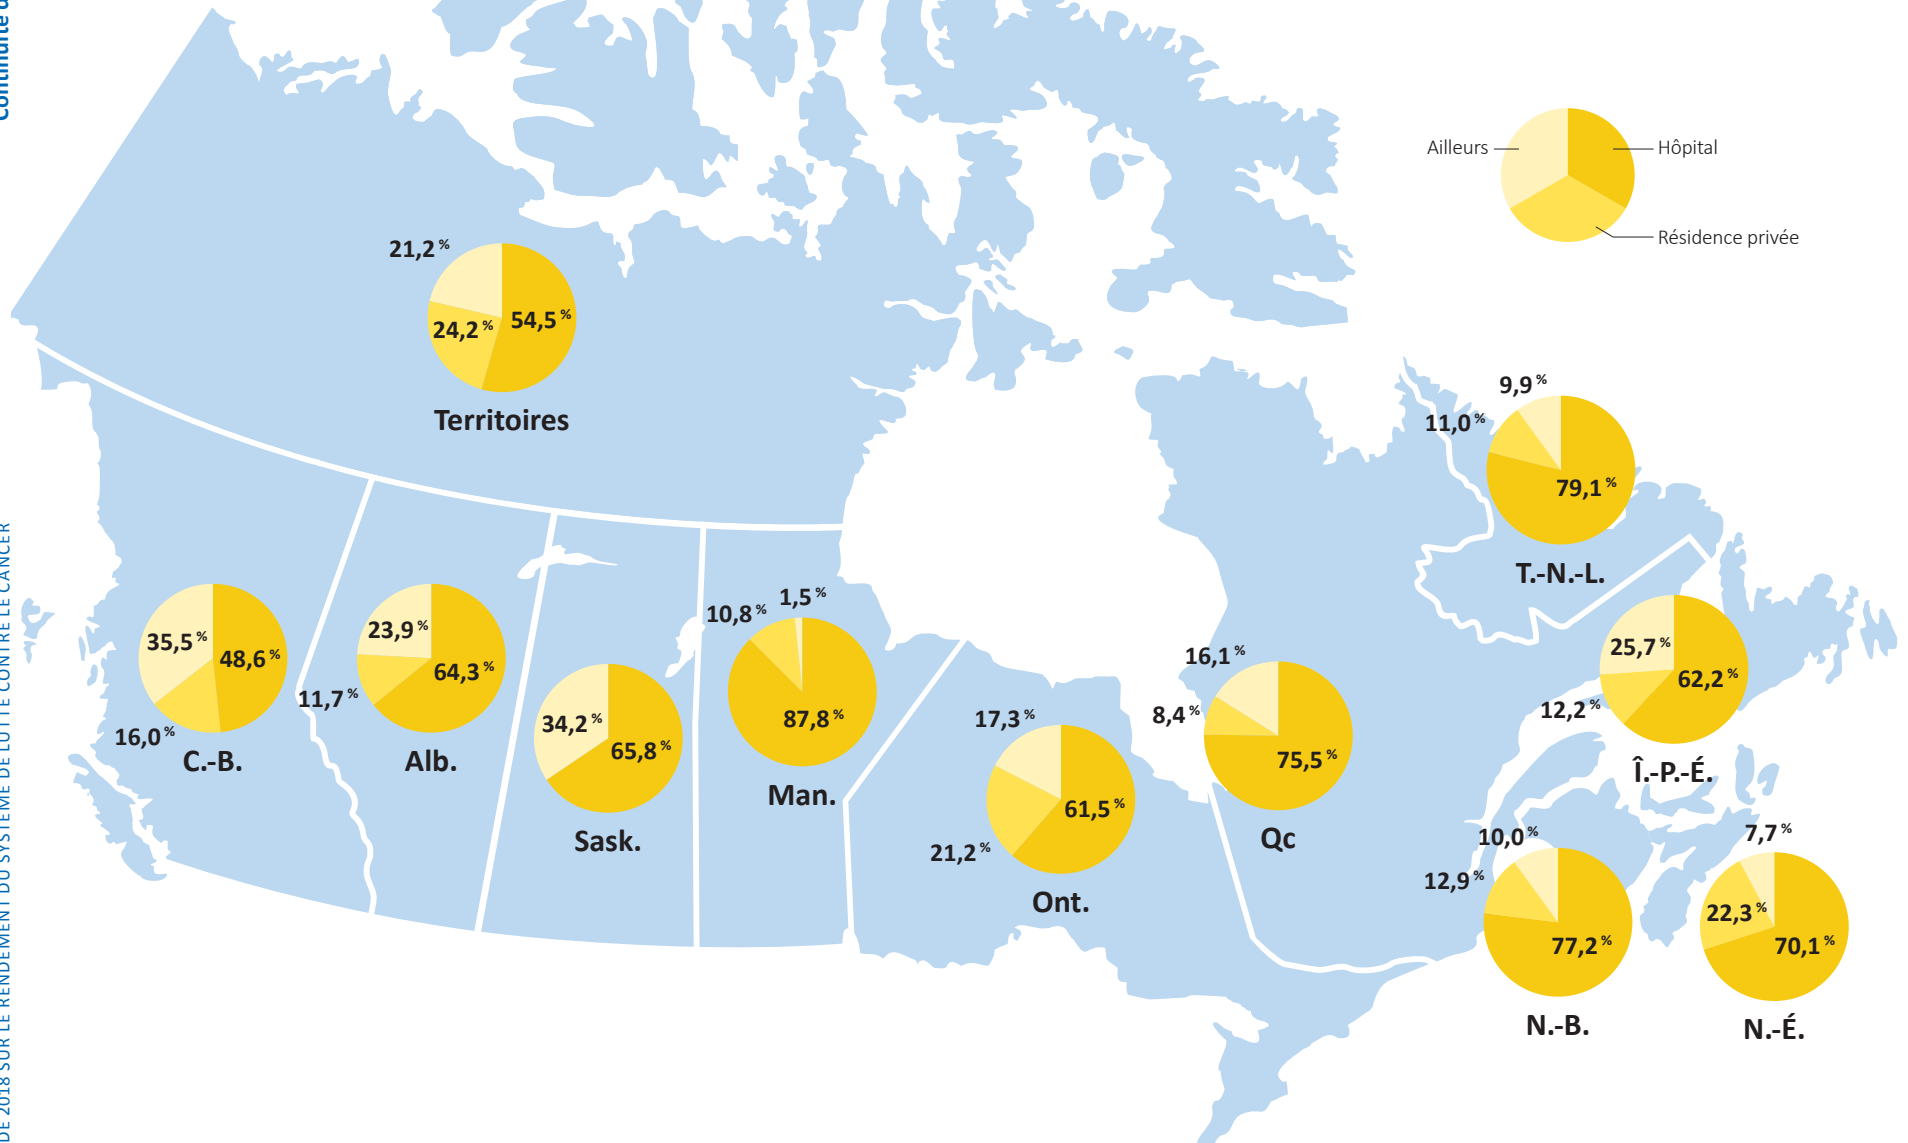 Continuité d
DE 2018 SUR LE RENDEMENT DU SYSTÈME DE LUTTE CONTRE LE CANCER
Ailleurs
Hôpital
Résidence privée
21,2 %
54,5 %
24,2 %
Territoires
9,9 %
11,0 %
79,1 %
T.-N.-L.
35,5 %
48,6 %
16,0 %
C.-B.
23,9 %
64,3 %
11,7 %
Alb.
34,2 %
65,8 %
Sask.
1,5 %
10,8 %
87,8 %
Man.
17,3 %
61,5 %
21,2 %
Ont.
16,1 %
8,4 %
75,5 %
Qc
25,7 %
62,2 %
12,2 %
Î.-P.-É.
10,0 %
12,9 %
77,2 %
N.-B.
7,7 %
22,3 %
70,1 %
N.-É.